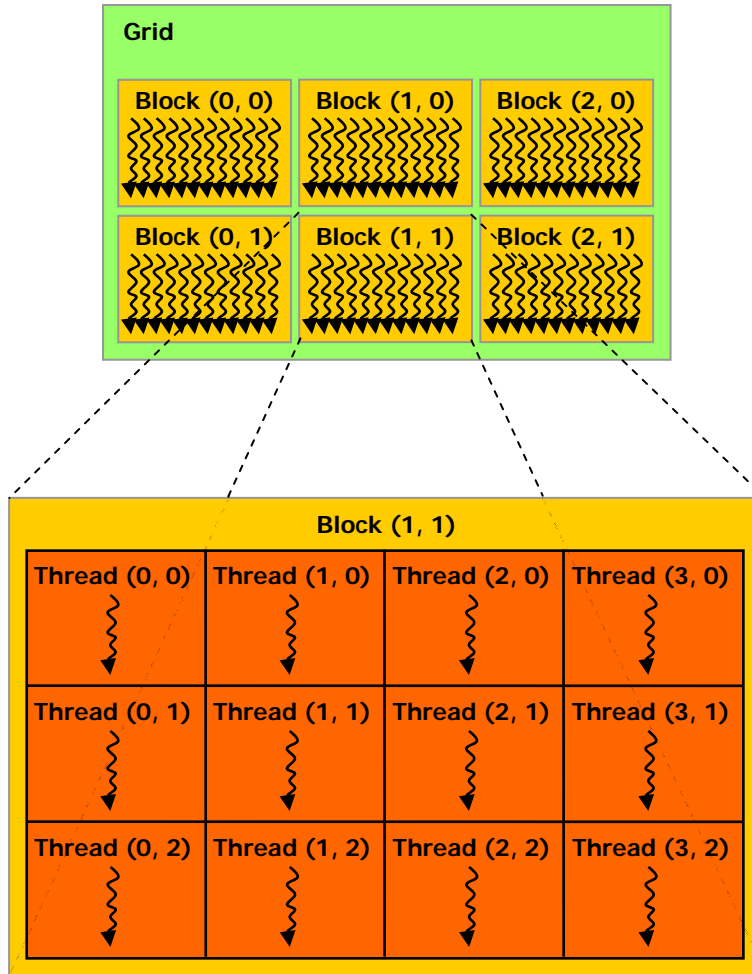 Grid
Block (0, 0) Block (1, 0) Block (2, 0)
Block (0, 1) Block (1, 1) Block (2, 1)
Block (1, 1)
Thread (0, 0) Thread (1, 0) Thread (2, 0) Thread (3, 0)
Thread (0, 1) Thread (1, 1) Thread (2, 1) Thread (3, 1)
Thread (0, 2) Thread (1, 2) Thread (2, 2) Thread (3, 2)